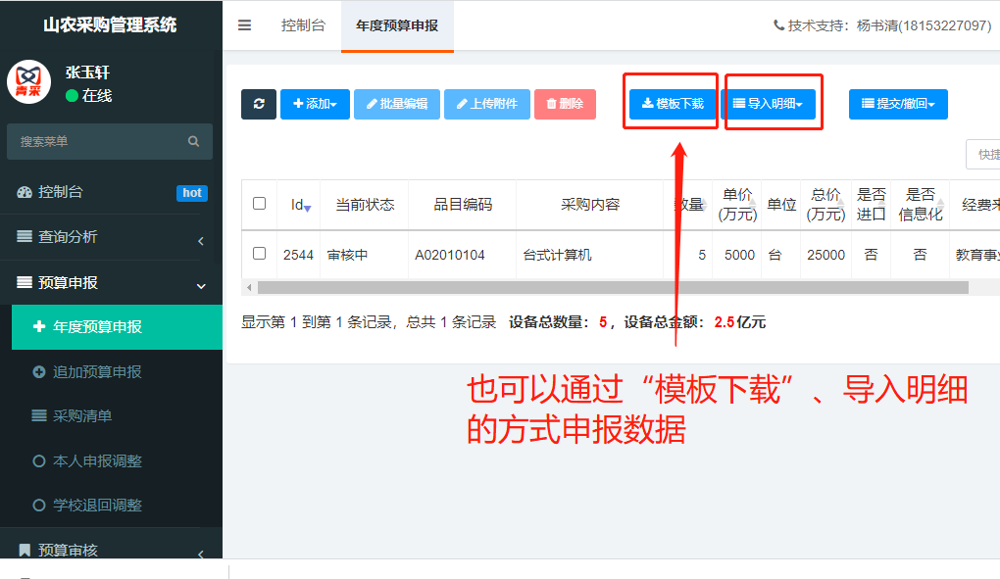 山农采购管理系统
控制台
年度预算申报
技术支持：杨书清(18153227097)
张玉轩
在线
青采
搜索菜单
添加
批量编辑
上传附件
删除
模板下载
导入明细
提交/撤回
控制台
hot
查询分析
预算申报
年度预算申报
追加预算申报
采购清单
本人申报调整
学校退回调整
预算审核
快捷
Id 当前状态 品目编码 采购内容 数量 单价(万元) 单位 总价(万元) 是否进口 是否信息化 经费来
2544 审核中 A02010104 台式计算机 5 5000 台 25000 否 否 教育事业
显示第 1 到第 1 条记录，总共 1 条记录 设备总数量：5，设备总金额：2.5亿元
也可以通过“模板下载”、导入明细
的方式申报数据